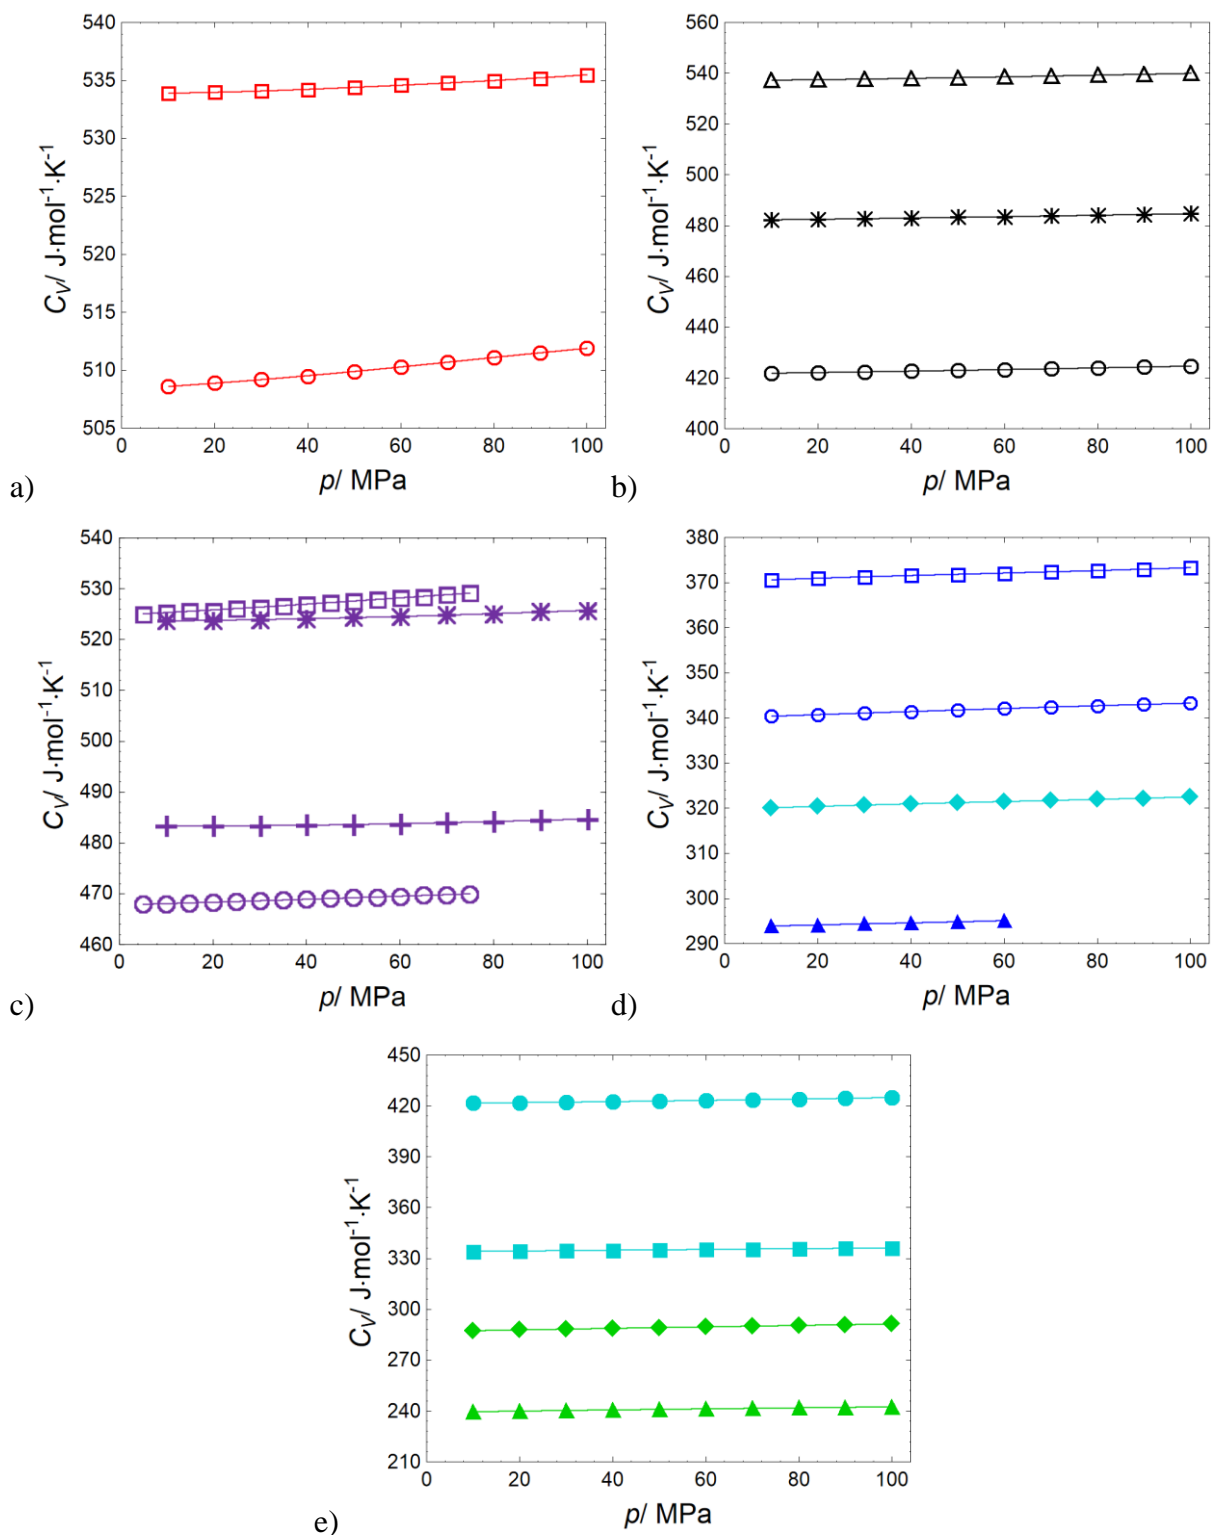 540
535
530
525
520
515
510
505
0 20 40 60 80 100
C_V/ J·mol⁻¹·K⁻¹
p/ MPa
a)
560
540
520
500
480
460
440
420
400
0 20 40 60 80 100
C_V/ J·mol⁻¹·K⁻¹
p/ MPa
b)
540
530
520
510
500
490
480
470
460
0 20 40 60 80 100
C_V/ J·mol⁻¹·K⁻¹
p/ MPa
c)
380
370
360
350
340
330
320
310
300
290
0 20 40 60 80 100
C_V/ J·mol⁻¹·K⁻¹
p/ MPa
d)
450
420
390
360
330
300
270
240
210
0 20 40 60 80 100
C_V/ J·mol⁻¹·K⁻¹
p/ MPa
e)